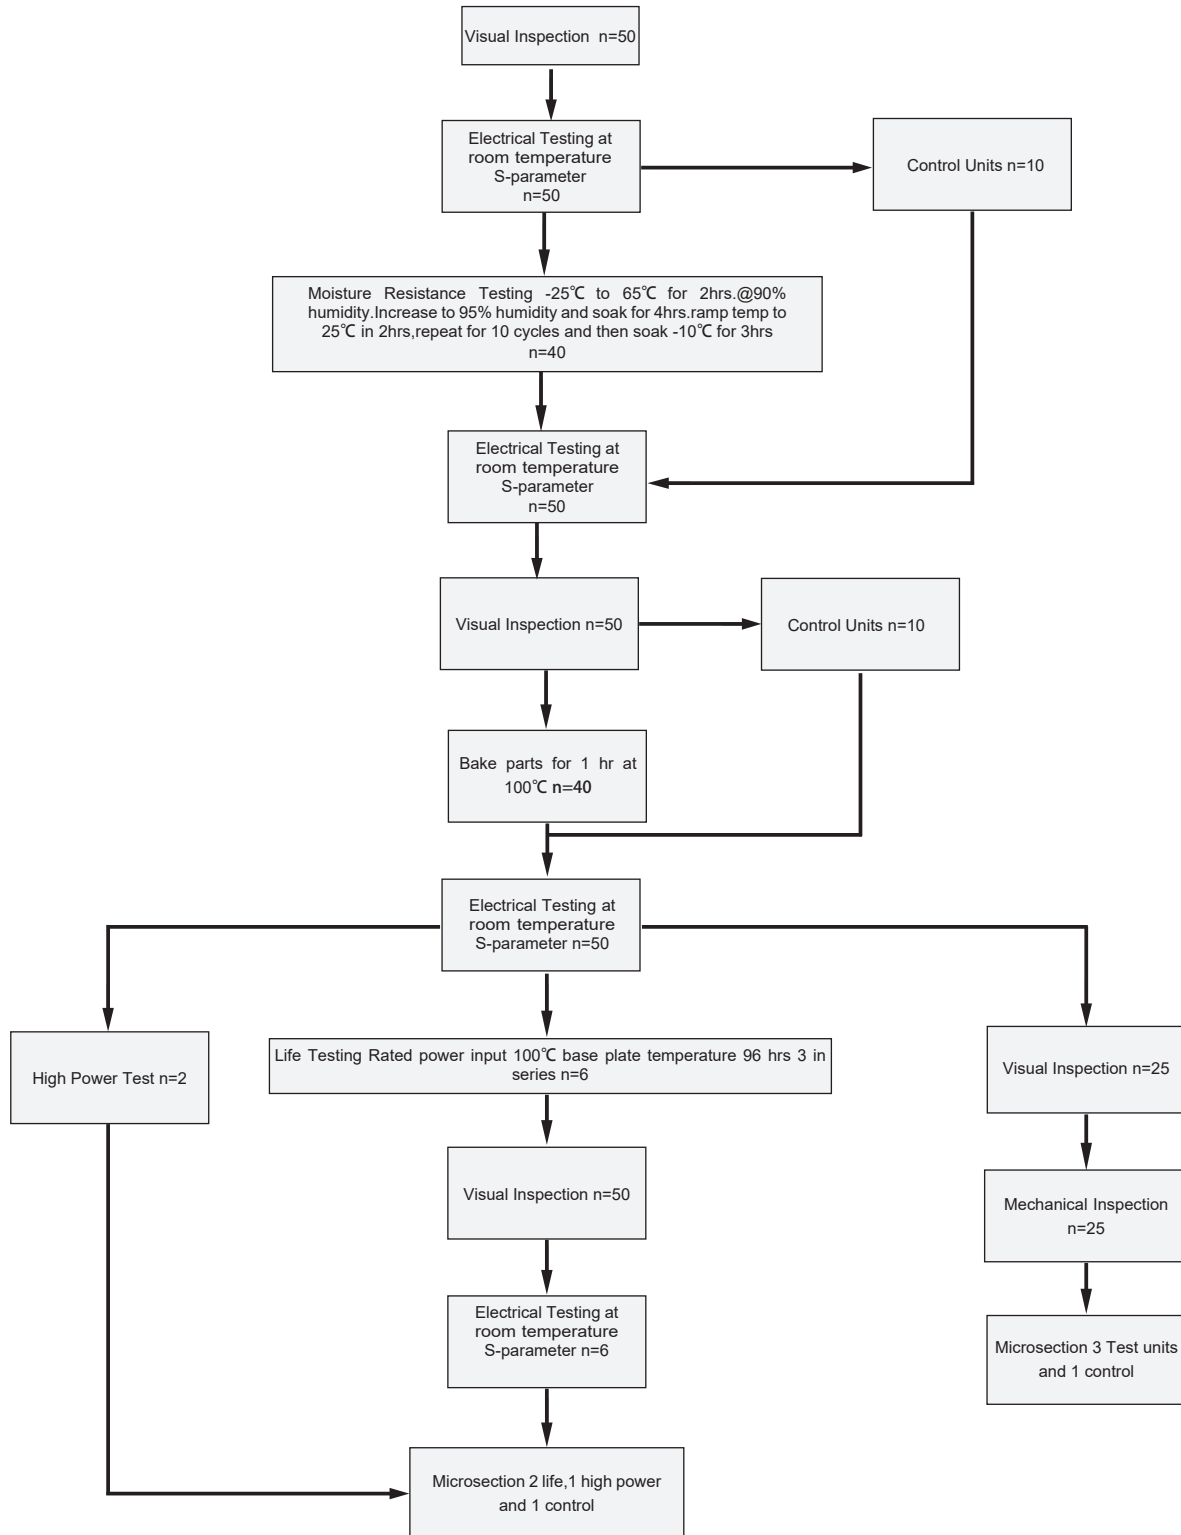 Visual Inspection n=50
Electrical Testing at
room temperature
S-parameter
n=50
Control Units n=10
Moisture Resistance Testing -25℃ to 65℃ for 2hrs.@90%
humidity.Increase to 95% humidity and soak for 4hrs.ramp temp to
25℃ in 2hrs,repeat for 10 cycles and then soak -10℃ for 3hrs
n=40
Electrical Testing at
room temperature
S-parameter
n=50
Visual Inspection n=50
Control Units n=10
Bake parts for 1 hr at
100℃ n=40
Electrical Testing at
room temperature
S-parameter n=50
High Power Test n=2
Life Testing Rated power input 100℃ base plate temperature 96 hrs 3 in
series n=6
Visual Inspection n=25
Visual Inspection n=50
Mechanical Inspection
n=25
Electrical Testing at
room temperature
S-parameter n=6
Microsection 3 Test units
and 1 control
Microsection 2 life,1 high power
and 1 control